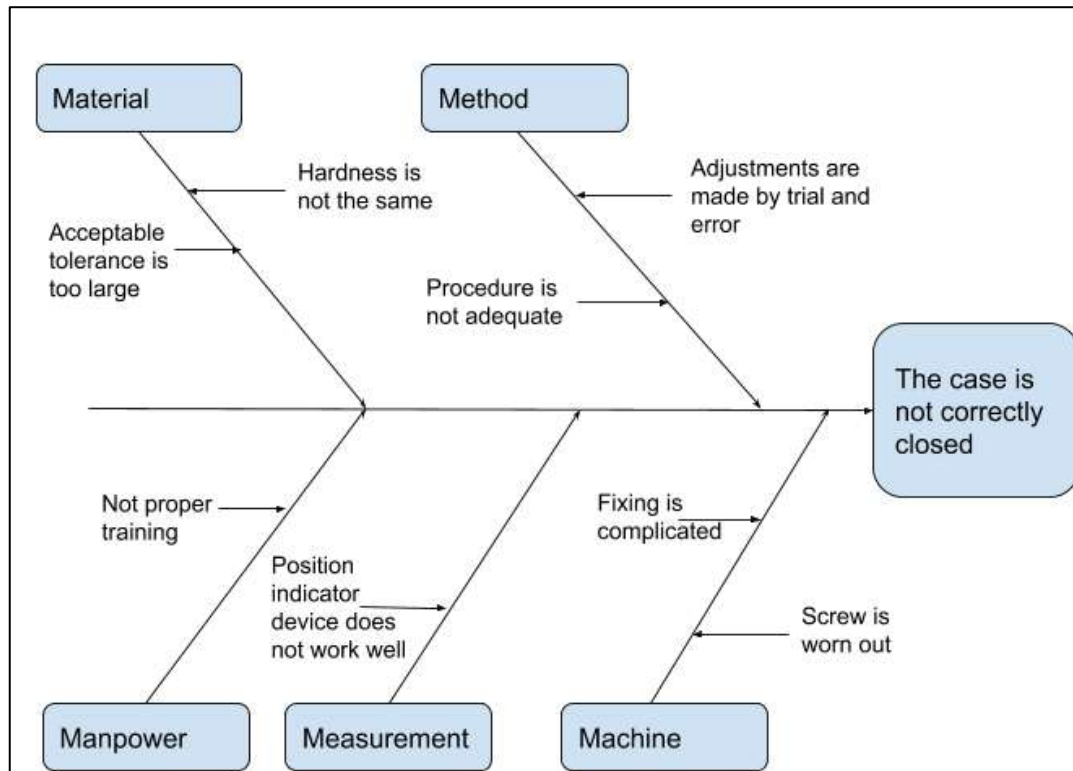 Material
Method
Hardness is
not the same
Adjustments are
made by trial and
error
Acceptable
tolerance is
too large
Procedure is
not adequate
The case is
not correctly
closed
Not proper
training
Position
indicator
device does
not work well
Fixing is
complicated
Screw is
worn out
Manpower
Measurement
Machine